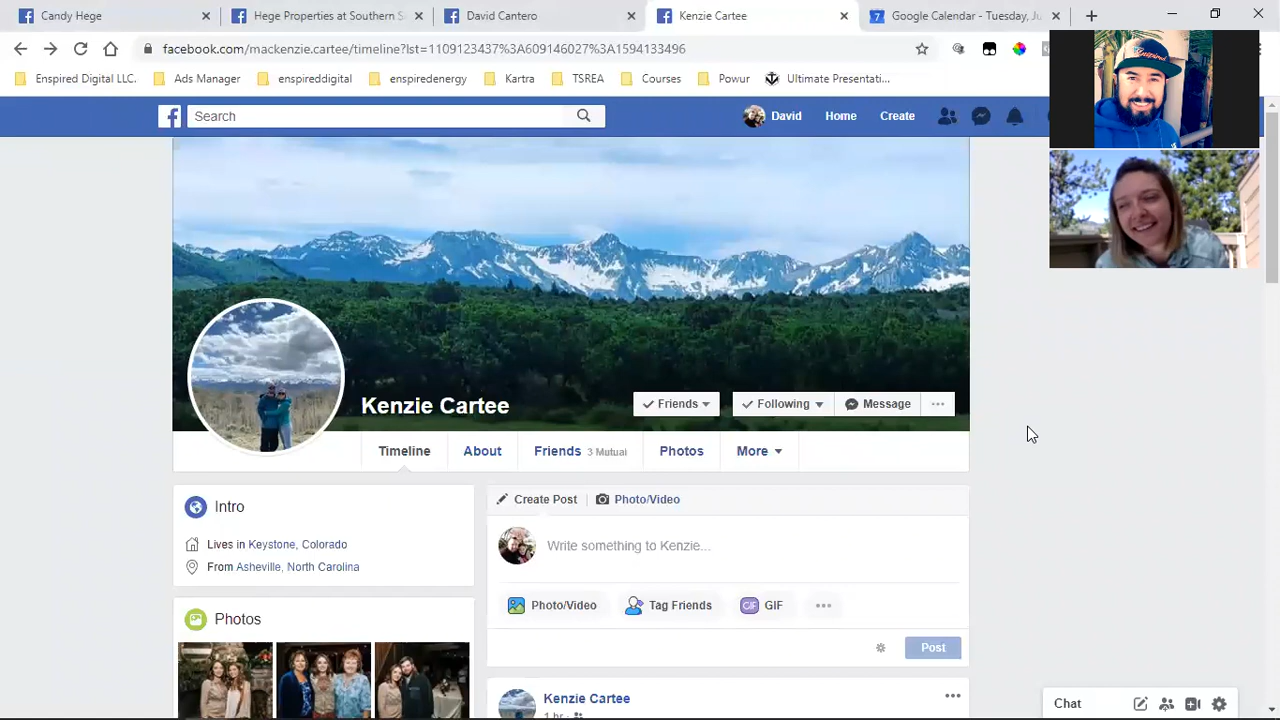 Candy Hege
Hege Properties at Southern S
David Cantero
Kenzie Cartee
Google Calendar - Tuesday, Ju
facebook.com/mackenzie.cartee/timeline?lst=1109123432%3A609146027%3A1594133496
Enspired Digital LLC.
Ads Manager
enspireddigital
enspiredsenergy
Kartra
TSREA
Courses
Powur
Ultimate Presentati...
Search
David
Home
Create
Kenzie Cartee
Friends
Following
Message
Timeline
About
Friends 3 Mutual
Photos
More
Intro
Lives in Keystone, Colorado
From Asheville, North Carolina
Photos
Create Post
Photo/Video
Write something to Kenzie...
Photo/Video
Tag Friends
GIF
Post
Kenzie Cartee
1 hr
Chat